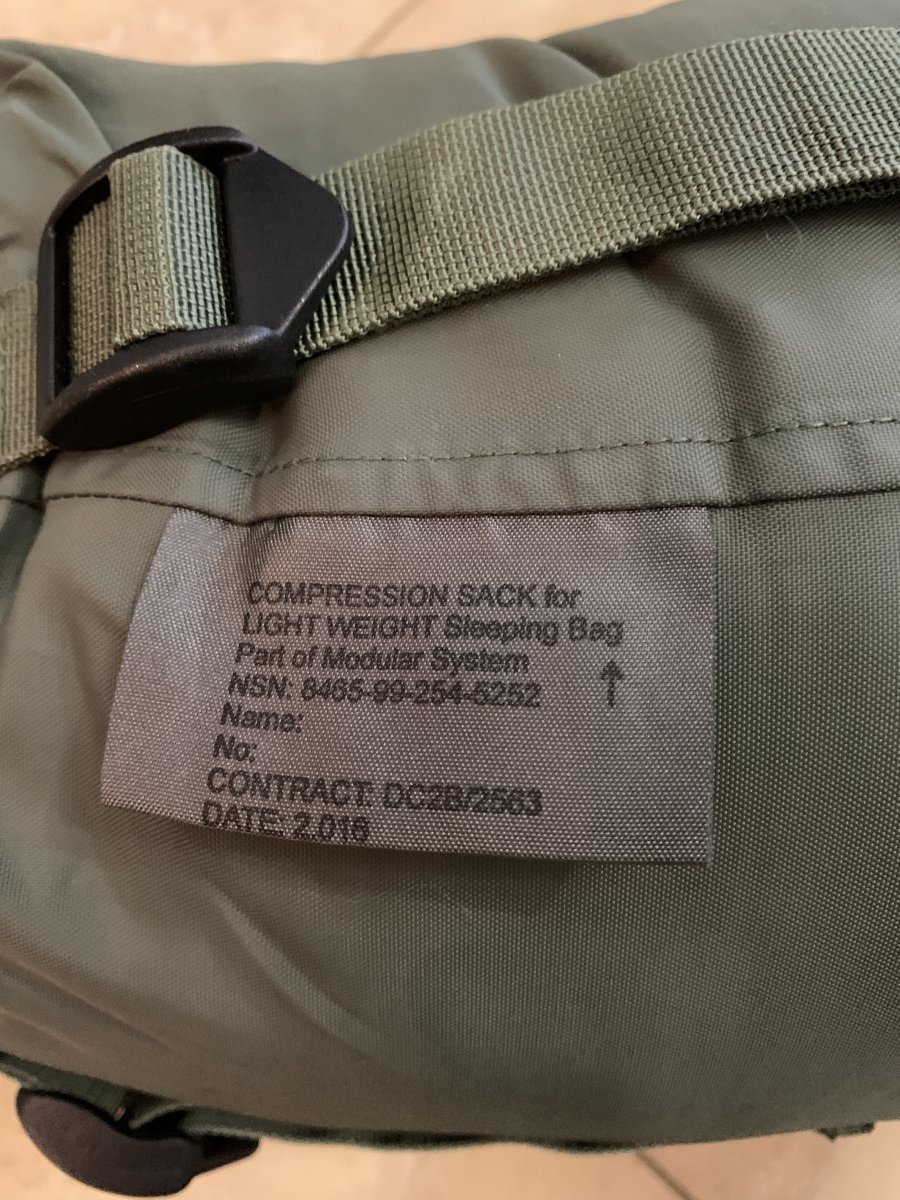 COMPRESSION SACK for
LIGHT WEIGHT Sleeping Bag
Part of Modular System
NSN: 8465-99-254-5252
Name:
No:
CONTRACT: DC2B/2563
DATE: 2.016